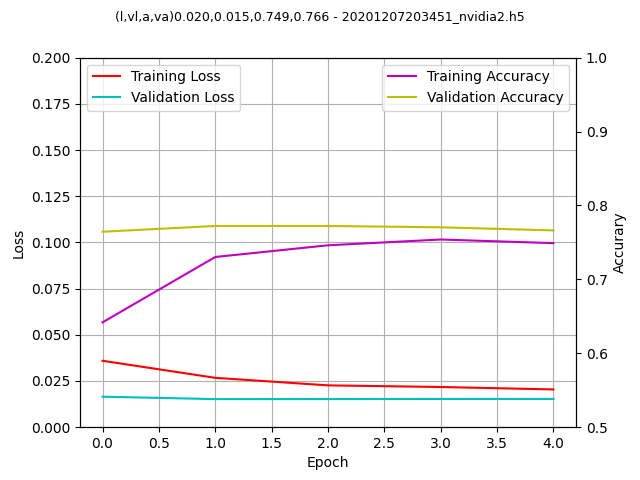 (l,vl,a,va)0.020,0.015,0.749,0.766 - 20201207203451_nvidia2.h5
Training Loss
Validation Loss
Training Accuracy
Validation Accuracy
0.200
0.175
0.150
0.125
0.100
0.075
0.050
0.025
0.000
Loss
1.0
0.9
0.8
0.7
0.6
0.5
Accurary
0.0 0.5 1.0 1.5 2.0 2.5 3.0 3.5 4.0
Epoch